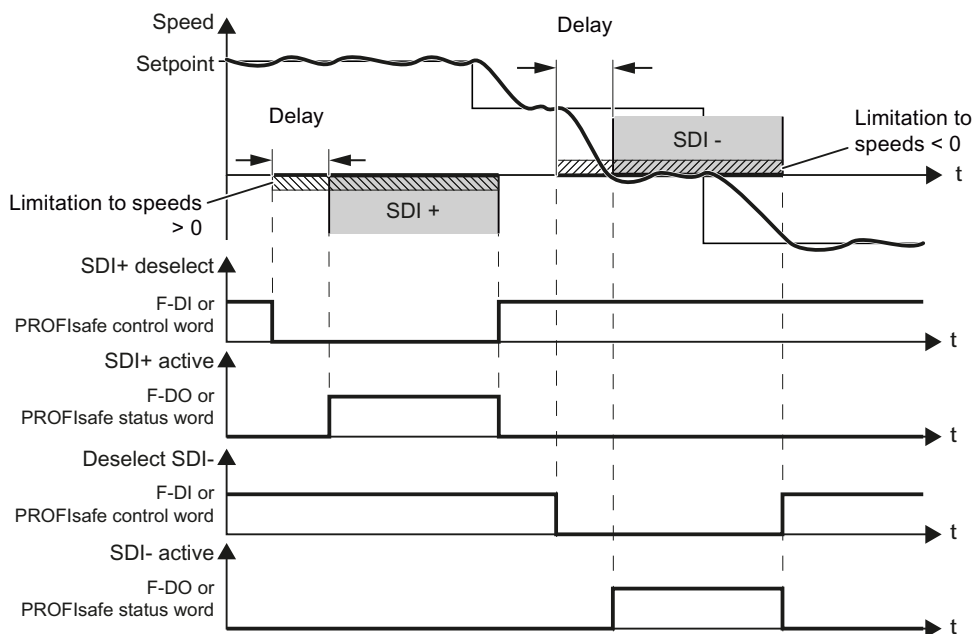 Speed
Setpoint
Delay
Delay
SDI -
Limitation to
speeds < 0
t
Limitation to speeds
> 0
SDI +
SDI+ deselect
F-DI or
PROFIsafe control word
t
SDI+ active
F-DO or
PROFIsafe status word
t
Deselect SDI-
F-DI or
PROFIsafe control word
t
SDI- active
F-DO or
PROFIsafe status word
t